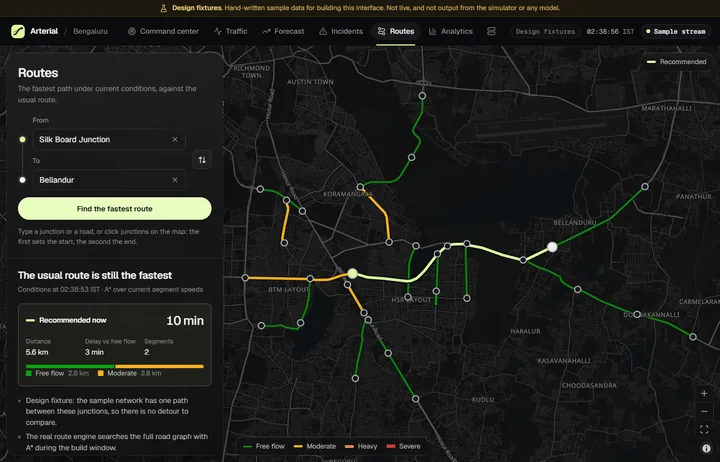 Design fixtures. Hand-written sample data for building this interface. Not live, and not output from the simulator or any model.
Arterial / Bengaluru
Command center
Traffic
Forecast
Incidents
Routes
Analytics
Design fixtures
02:38:56 IST
Sample stream
Routes
The fastest path under current conditions, against the usual route.
From
Silk Board Junction
To
Bellandur
Find the fastest route
Type a junction or a road, or click junctions on the map: the
first sets the start, the second the end.
The usual route is still the fastest
Conditions at 02:38:53 IST · A* over current segment speeds
Recommended now
10 min
Distance
5.6 km
Delay vs free flow
3 min
Segments
2
Free flow 2.8 km
Moderate 2.8 km
Design fixture: the sample network has one path
between these junctions, so there is no detour to
compare.
The real route engine searches the full road graph with
A* during the build window.
Recommended
RICHMOND
TOWN
AUSTIN TOWN
MARATHAHALLI
Hosur Road
KORAMANGALA
Hosur Road
PANATHUR
BELLANDURU
BTM LAYOUT
HSR LAYOUT
CARMELARAM
HARALUR
KASAVANAHALLI
CHOODASANDRA
KUDLU
Hosur Road
Free flow
Moderate
Heavy
Severe